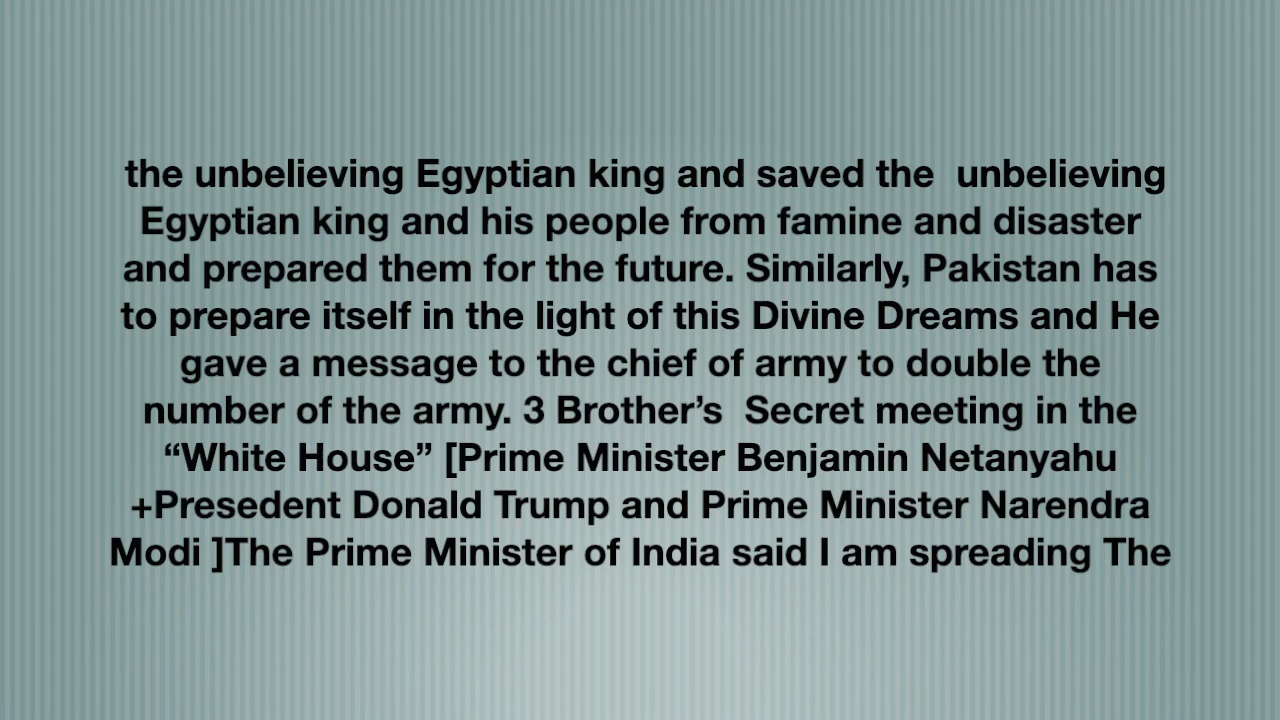 the unbelieving Egyptian king and saved the  unbelieving
Egyptian king and his people from famine and disaster
and prepared them for the future. Similarly, Pakistan has
to prepare itself in the light of this Divine Dreams and He
gave a message to the chief of army to double the
number of the army. 3 Brother’s  Secret meeting in the
“White House” [Prime Minister Benjamin Netanyahu
+Presedent Donald Trump and Prime Minister Narendra
Modi ]The Prime Minister of India said I am spreading The